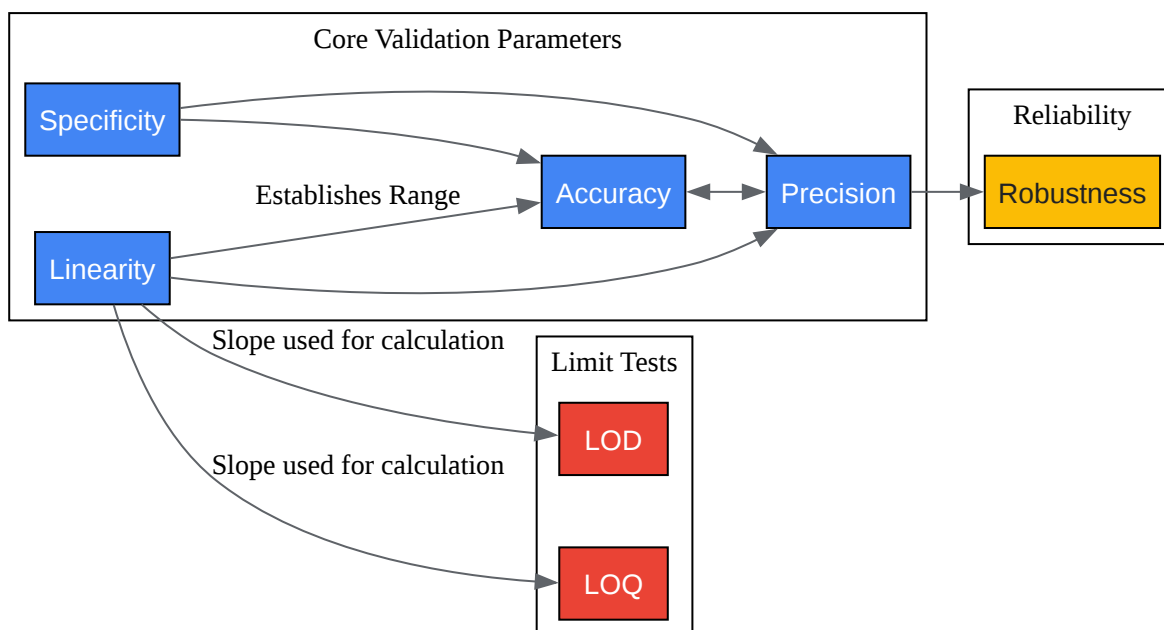 Core Validation Parameters
Specificity
Reliability
Robustness
Establishes Range
Accuracy
Precision
Linearity
Slope used for calculation
Limit Tests
LOD
Slope used for calculation
LOQ